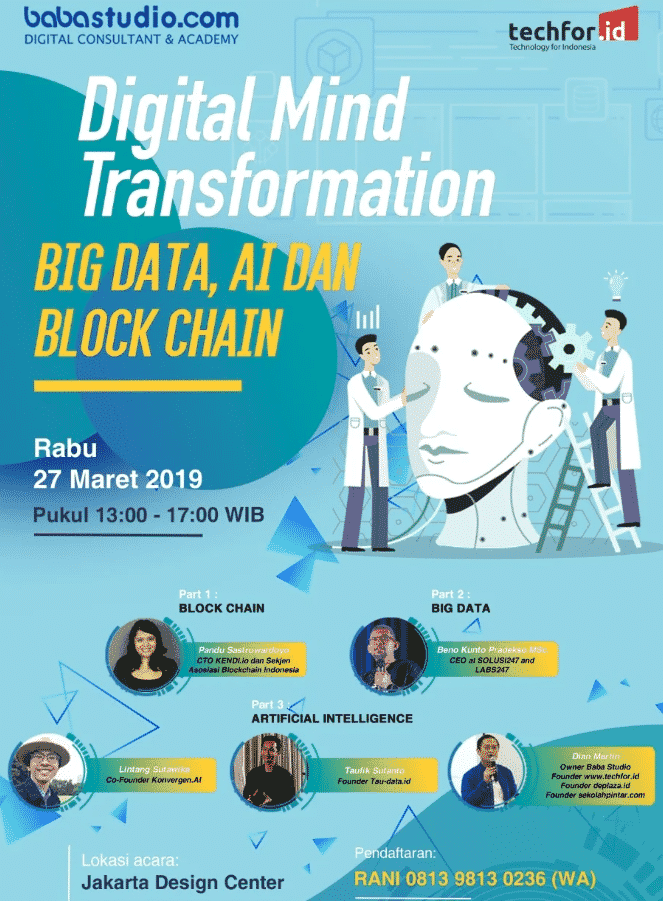 babastudio.com
DIGITAL CONSULTANT & ACADEMY
techfor.id
Technology for Indonesia
Digital Mind
Transformation
BIG DATA, AI DAN
BLOCK CHAIN
Rabu
27 Maret 2019
Pukul 13:00 - 17:00 WIB
Part 1 :
BLOCK CHAIN
Pandu Sastrowardoyo
CTO KENDI.io dan Sekjen
Asosiasi Blockchain Indonesia
Part 2 :
BIG DATA
Beno Kunto Pradekso MSc
CEO at SOLUSI247 and
LABS247
Part 3 :
ARTIFICIAL INTELLIGENCE
Lintang Sutawika
Co-Founder Konvergen.AI
Taufik Sutanto
Founder Tau-data.id
Dian Martin
Owner Baba Studio
Founder www.techfor.id
Founder deplaza.id
Founder sekolahpintar.com
Lokasi acara:
Jakarta Design Center
Pendaftaran:
RANI 0813 9813 0236 (WA)